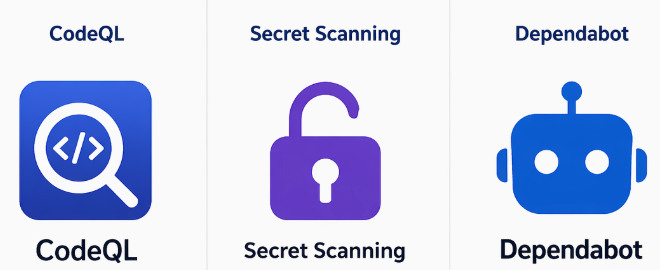 CodeQL
Secret Scanning
Dependabot
</>
CodeQL
Secret Scanning
Dependabot